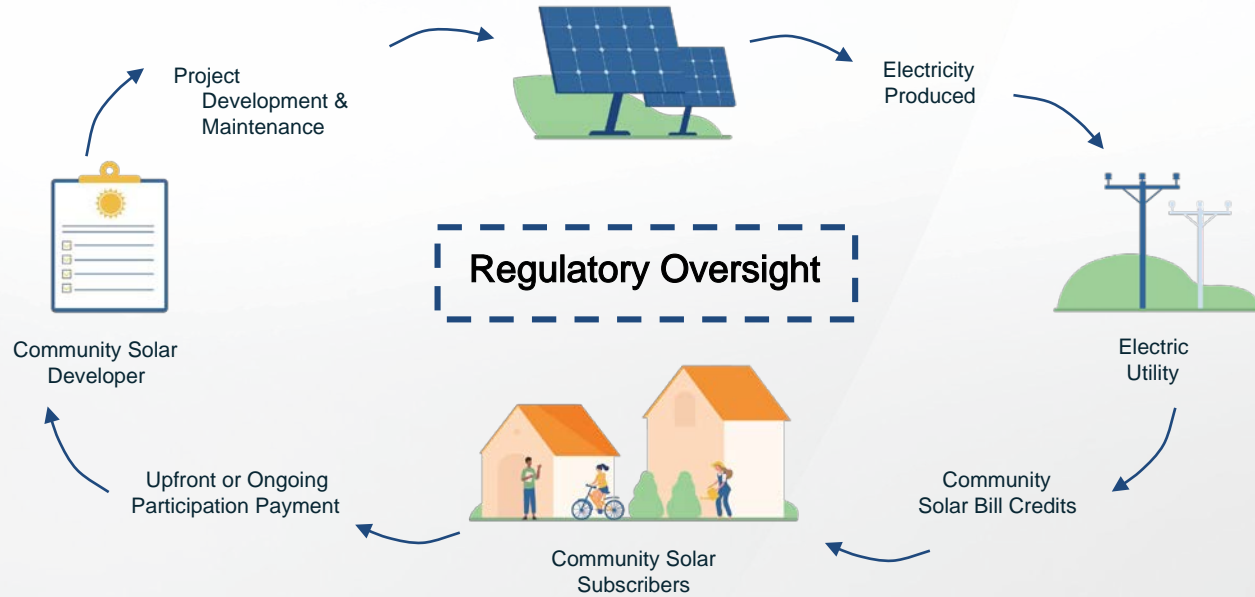 Project
Development &
Maintenance
Electricity
Produced
Regulatory Oversight
Community Solar
Developer
Electric
Utility
Upfront or Ongoing
Participation Payment
Community
Solar Bill Credits
Community Solar
Subscribers